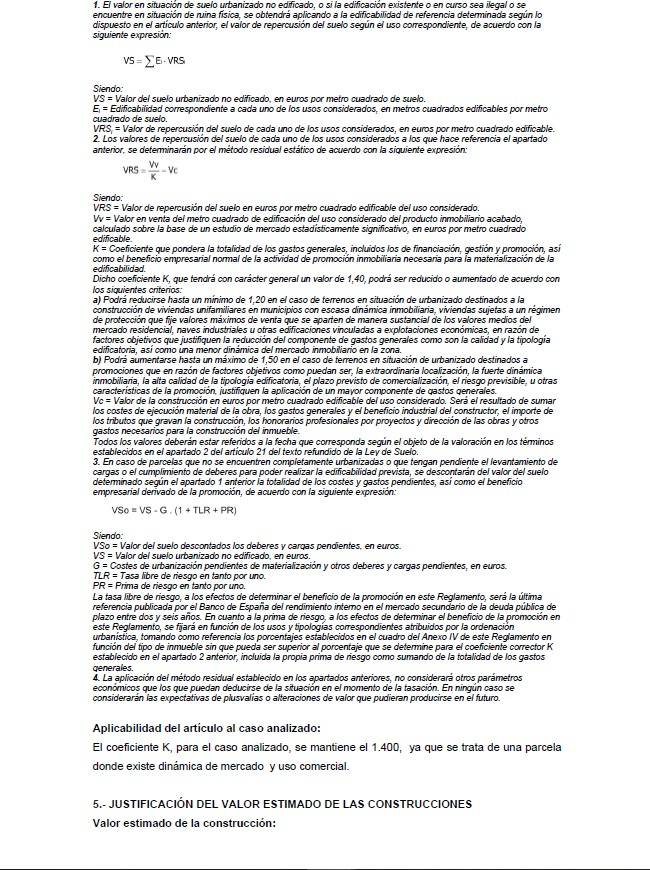 1. El valor en situación de suelo urbanizado no edificado, o si la edificación existente o en curso sea ilegal o se
encuentre en situación de ruina física, se obtendrá aplicando a la edificabilidad de referencia determinada según lo
dispuesto en el artículo anterior, el valor de repercusión del suelo según el uso correspondiente, de acuerdo con la
siguiente expresión:
VS = ∑ Ei · VRSi
Siendo:
VS = Valor del suelo urbanizado no edificado, en euros por metro cuadrado de suelo.
Ei = Edificabilidad correspondiente a cada uno de los usos considerados, en metros cuadrados edificables por metro
cuadrado de suelo.
VRSi = Valor de repercusión del suelo de cada uno de los usos considerados, en euros por metro cuadrado edificable.
2. Los valores de repercusión del suelo de cada uno de los usos considerados a los que hace referencia el apartado
anterior, se determinarán por el método residual estático de acuerdo con la siguiente expresión:
VRS = Vv / K - Vc
Siendo:
VRS = Valor de repercusión del suelo en euros por metro cuadrado edificable del uso considerado.
Vv = Valor en venta del metro cuadrado de edificación del uso considerado del producto inmobiliario acabado,
calculado sobre la base de un estudio de mercado estadísticamente significativo, en euros por metro cuadrado
edificable.
K = Coeficiente que pondera la totalidad de los gastos generales, incluidos los de financiación, gestión y promoción, así
como el beneficio empresarial normal de la actividad de promoción inmobiliaria necesaria para la materialización de la
edificabilidad.
Dicho coeficiente K, que tendrá con carácter general un valor de 1,40, podrá ser reducido o aumentado de acuerdo con
los siguientes criterios:
a) Podrá reducirse hasta un mínimo de 1,20 en el caso de terrenos en situación de urbanizado destinados a la
construcción de viviendas unifamiliares en municipios con escasa dinámica inmobiliaria, viviendas sujetas a un régimen
de protección que fije valores máximos de venta que se aparten de manera sustancial de los valores medios del
mercado residencial, naves industriales u otras edificaciones vinculadas a explotaciones económicas, en razón de
factores objetivos que justifiquen la reducción del componente de gastos generales como son la calidad y la tipología
edificatoria, así como una menor dinámica del mercado inmobiliario en la zona.
b) Podrá aumentarse hasta un máximo de 1,50 en el caso de terrenos en situación de urbanizado destinados a
promociones que en razón de factores objetivos como puedan ser, la extraordinaria localización, la fuerte dinámica
inmobiliaria, la alta calidad de la tipología edificatoria, el plazo previsto de comercialización, el riesgo previsible, u otras
características de la promoción, justifiquen la aplicación de un mayor componente de gastos generales.
Vc = Valor de la construcción en euros por metro cuadrado edificable del uso considerado. Será el resultado de sumar
los costes de ejecución material de la obra, los gastos generales y el beneficio industrial del constructor, el importe de
los tributos que gravan la construcción, los honorarios profesionales por proyectos y dirección de las obras y otros
gastos necesarios para la construcción del inmueble.
Todos los valores deberán estar referidos a la fecha que corresponda según el objeto de la valoración en los términos
establecidos en el apartado 2 del artículo 21 del texto refundido de la Ley de Suelo.
3. En caso de parcelas que no se encuentren completamente urbanizadas o que tengan pendiente el levantamiento de
cargas o el cumplimiento de deberes para poder realizar la edificabilidad prevista, se descontarán del valor del suelo
determinado según el apartado 1 anterior la totalidad de los costes y gastos pendientes, así como el beneficio
empresarial derivado de la promoción, de acuerdo con la siguiente expresión:
VSo = VS - G . (1 + TLR + PR)
Siendo:
VSo = Valor del suelo descontados los deberes y cargas pendientes, en euros.
VS = Valor del suelo urbanizado no edificado, en euros.
G = Costes de urbanización pendientes de materialización y otros deberes y cargas pendientes, en euros.
TLR = Tasa libre de riesgo en tanto por uno.
PR = Prima de riesgo en tanto por uno.
La tasa libre de riesgo, a los efectos de determinar el beneficio de la promoción en este Reglamento, será la última
referencia publicada por el Banco de España del rendimiento interno en el mercado secundario de la deuda pública de
plazo entre dos y seis años. En cuanto a la prima de riesgo, a los efectos de determinar el beneficio de la promoción en
este Reglamento, se fijará en función de los usos y tipologías correspondientes atribuidos por la ordenación
urbanística, tomando como referencia los porcentajes establecidos en el cuadro del Anexo IV de este Reglamento en
función del tipo de inmueble sin que pueda ser superior al porcentaje que se determine para el coeficiente corrector K
establecido en el apartado 2 anterior, incluida la propia prima de riesgo como sumando de la totalidad de los gastos
generales.
4. La aplicación del método residual establecido en los apartados anteriores, no considerará otros parámetros
económicos que los que puedan deducirse de la situación en el momento de la tasación. En ningún caso se
considerarán las expectativas de plusvalías o alteraciones de valor que pudieran producirse en el futuro.
Aplicabilidad del artículo al caso analizado:
El coeficiente K, para el caso analizado, se mantiene el 1.400, ya que se trata de una parcela
donde existe dinámica de mercado y uso comercial.
5.- JUSTIFICACIÓN DEL VALOR ESTIMADO DE LAS CONSTRUCCIONES
Valor estimado de la construcción: